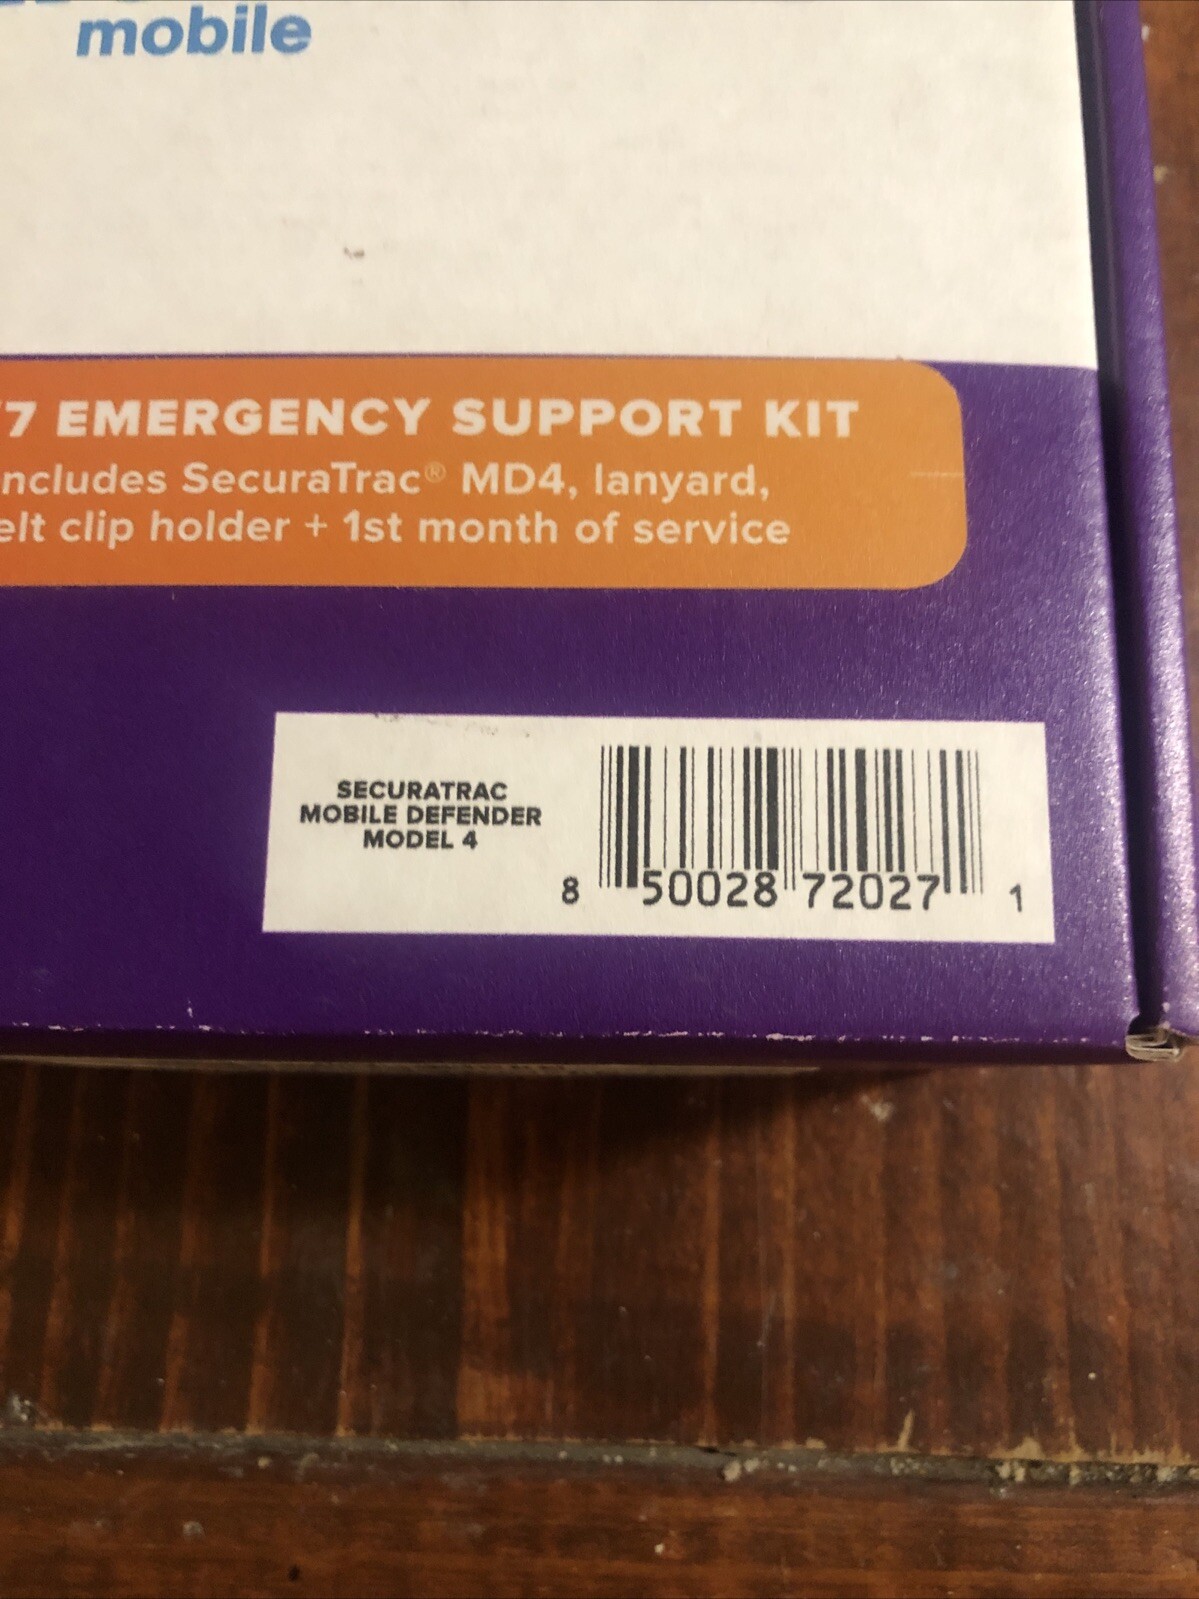 mobile
/7 EMERGENCY SUPPORT KIT
ncludes SecuraTrac® MD4, lanyard,
elt clip holder + 1st month of service
SECURATRAC
MOBILE DEFENDER
MODEL 4
8 50028 72027 1